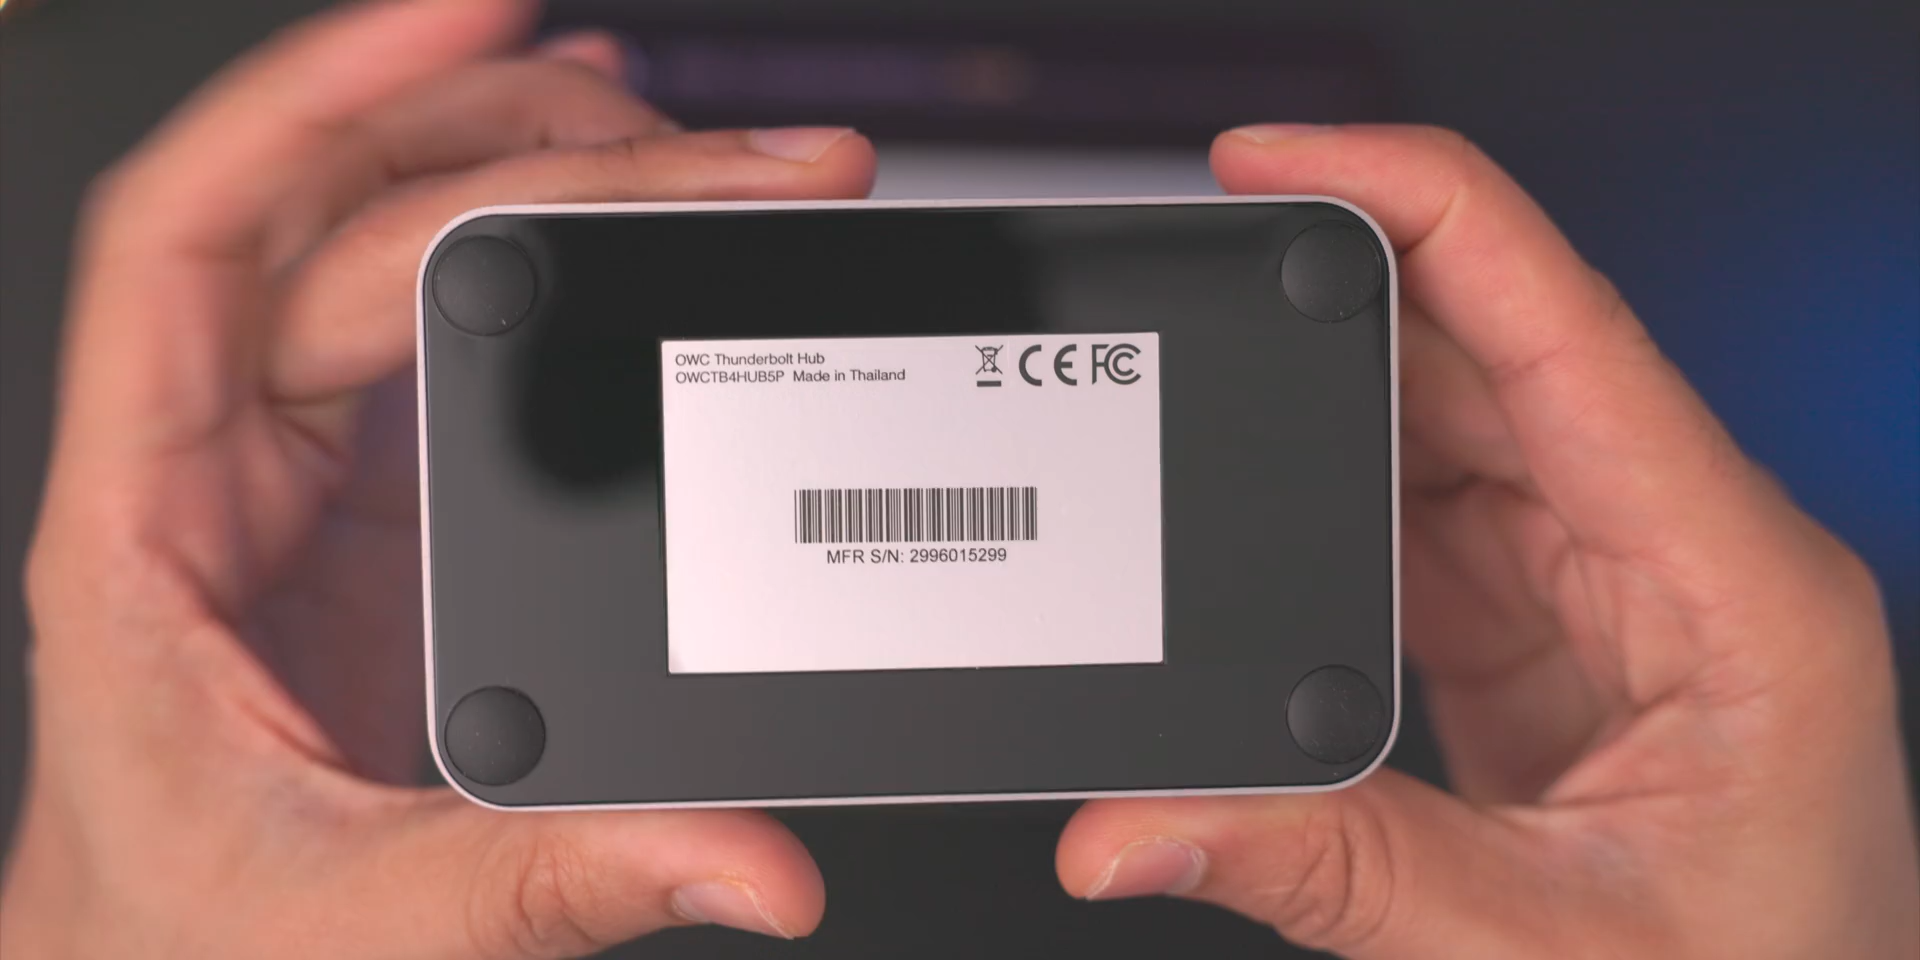 OWC Thunderbolt Hub
OWCTB4HUB5P Made in Thailand
CE FC
MFR S/N: 2996015299